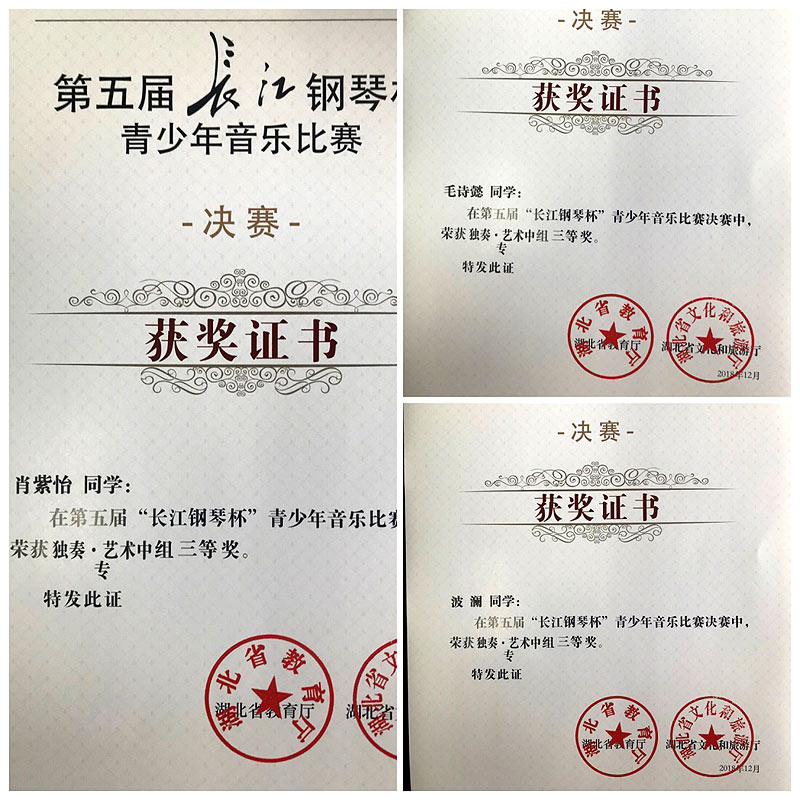 第五届 长江 钢琴杯
青少年音乐比赛
-决赛-
获奖证书
肖紫怡 同学：
在第五届“长江钢琴杯”青少年音乐比赛
荣获独奏·艺术中组三等奖。
专
特发此证
湖北省教育厅
湖北省教育厅
湖北省
湖北省文
-决赛-
获奖证书
毛诗懿 同学：
在第五届“长江钢琴杯”青少年音乐比赛决赛中，
荣获独奏·艺术中组三等奖。
专
特发此证
湖北省教育厅
湖北省教育厅
湖北省文化和旅游厅
湖北省文化和旅游厅
2018年12月
-决赛-
获奖证书
波 澜 同学：
在第五届“长江钢琴杯”青少年音乐比赛决赛中，
荣获独奏·艺术中组三等奖。
专
特发此证
湖北省教育厅
湖北省教育厅
湖北省文化和旅游厅
湖北省文化和旅游厅
2018年12月